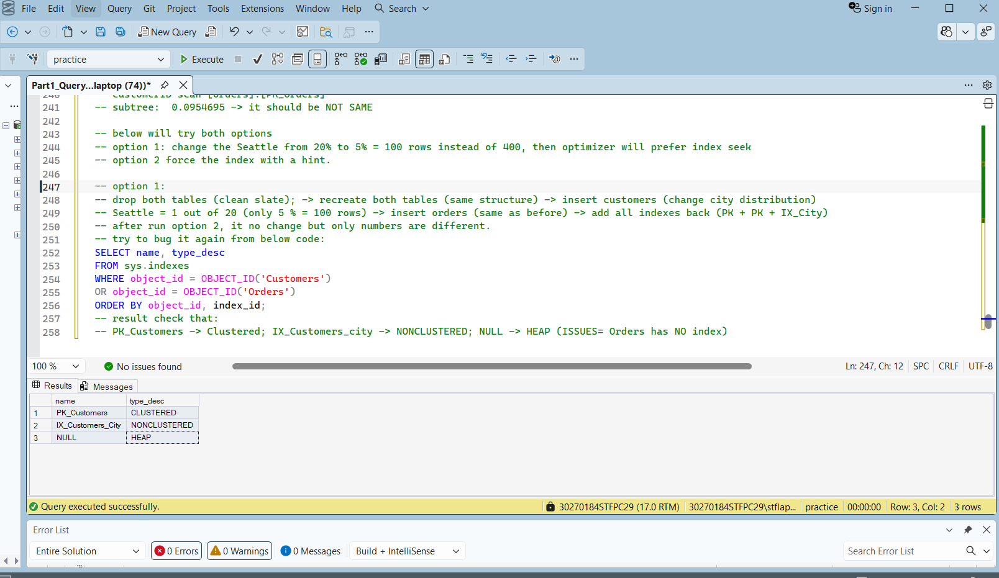 File Edit View Query Git Project Tools Extensions Window Help Search Sign in
New Query
practice Execute
Part1_Query...laptop (74))*
240 -- CustomerID scan [Orders].[PK_Orders]
241 -- subtree:  0.0954695 -> it should be NOT SAME
242
243 -- below will try both options
244 -- option 1: change the Seattle from 20% to 5% = 100 rows instead of 400, then optimizer will prefer index seek
245 -- option 2 force the index with a hint.
246
247 -- option 1:
248 -- drop both tables (clean slate); -> recreate both tables (same structure) -> insert customers (change city distribution)
249 -- Seattle = 1 out of 20 (only 5 % = 100 rows) -> insert orders (same as before) -> add all indexes back (PK + PK + IX_City)
250 -- after run option 2, it no change but only numbers are different.
251 -- try to bug it again from below code:
252 SELECT name, type_desc
253 FROM sys.indexes
254 WHERE object_id = OBJECT_ID('Customers')
255 OR object_id = OBJECT_ID('Orders')
256 ORDER BY object_id, index_id;
257 -- result check that:
258 -- PK_Customers -> Clustered; IX_Customers_city -> NONCLUSTERED; NULL -> HEAP (ISSUES= Orders has NO index)
100 % No issues found Ln: 247, Ch: 12 SPC CRLF UTF-8
Results Messages
name type_desc
1 PK_Customers CLUSTERED
2 IX_Customers_City NONCLUSTERED
3 NULL HEAP
Query executed successfully. 30270184STFPC29 (17.0 RTM) 30270184STFPC29\stflap... practice 00:00:00 Row: 3, Col: 2 3 rows
Error List
Entire Solution 0 Errors 0 Warnings 0 Messages Build + IntelliSense Search Error List